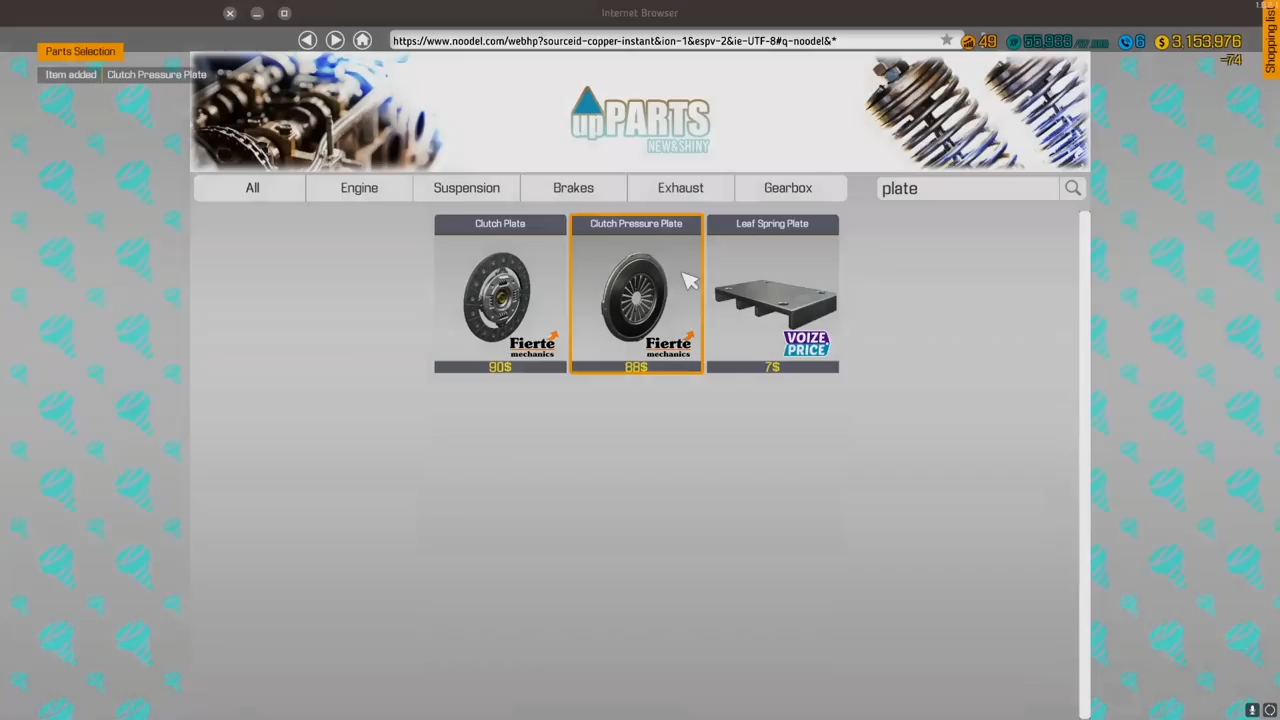 Internet Browser
Parts Selection
Item added Clutch Pressure Plate
https://www.noodel.com/webhp?sourceid-copper-instant&ion-1&espv-2&ie-UTF-8#q-noodel&*
49
6
$ 3,153,976
-74
Shopping list
upPARTS
NEW&SHINY
All
Engine
Suspension
Brakes
Exhaust
Gearbox
plate
Clutch Plate
Clutch Pressure Plate
Leaf Spring Plate
Fierte
mechanics
Fierte
mechanics
VOIZE
PRICE
90$
88$
7$